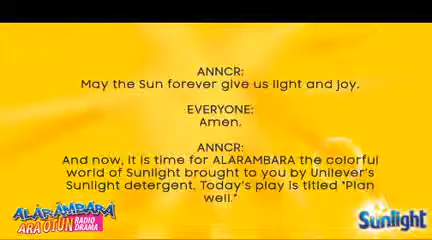 ANNCR:
May the Sun forever give us light and joy.
EVERYONE:
Amen.
ANNCR:
And now, it is time for ALARAMBARA the colorful
world of Sunlight brought to you by Unilever's
Sunlight detergent. Today's play is titled "Plan
well."
ALÁRÀMBARÀ
ARA OTUN RADIO
DRAMA
Sunlight